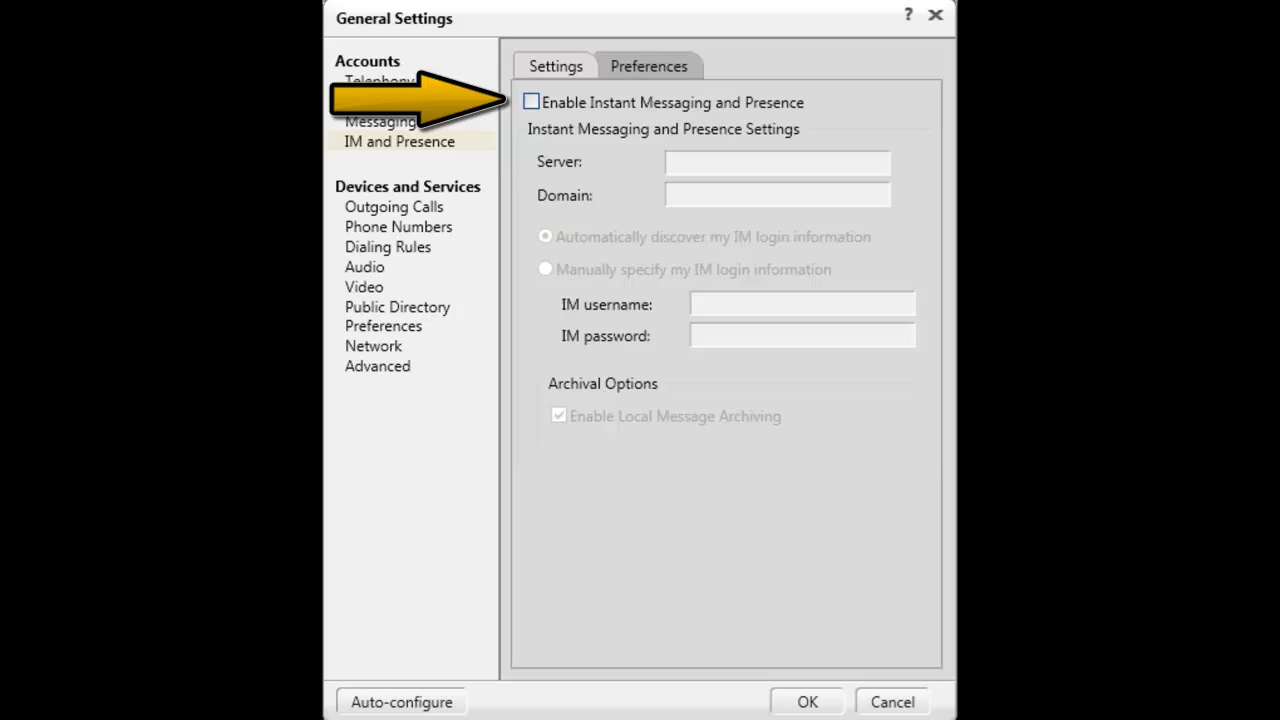 General Settings
?
Accounts
Telephony
Messaging
IM and Presence
Devices and Services
Outgoing Calls
Phone Numbers
Dialing Rules
Audio
Video
Public Directory
Preferences
Network
Advanced
Settings
Preferences
Enable Instant Messaging and Presence
Instant Messaging and Presence Settings
Server:
Domain:
Automatically discover my IM login information
Manually specify my IM login information
IM username:
IM password:
Archival Options
Enable Local Message Archiving
Auto-configure
OK
Cancel